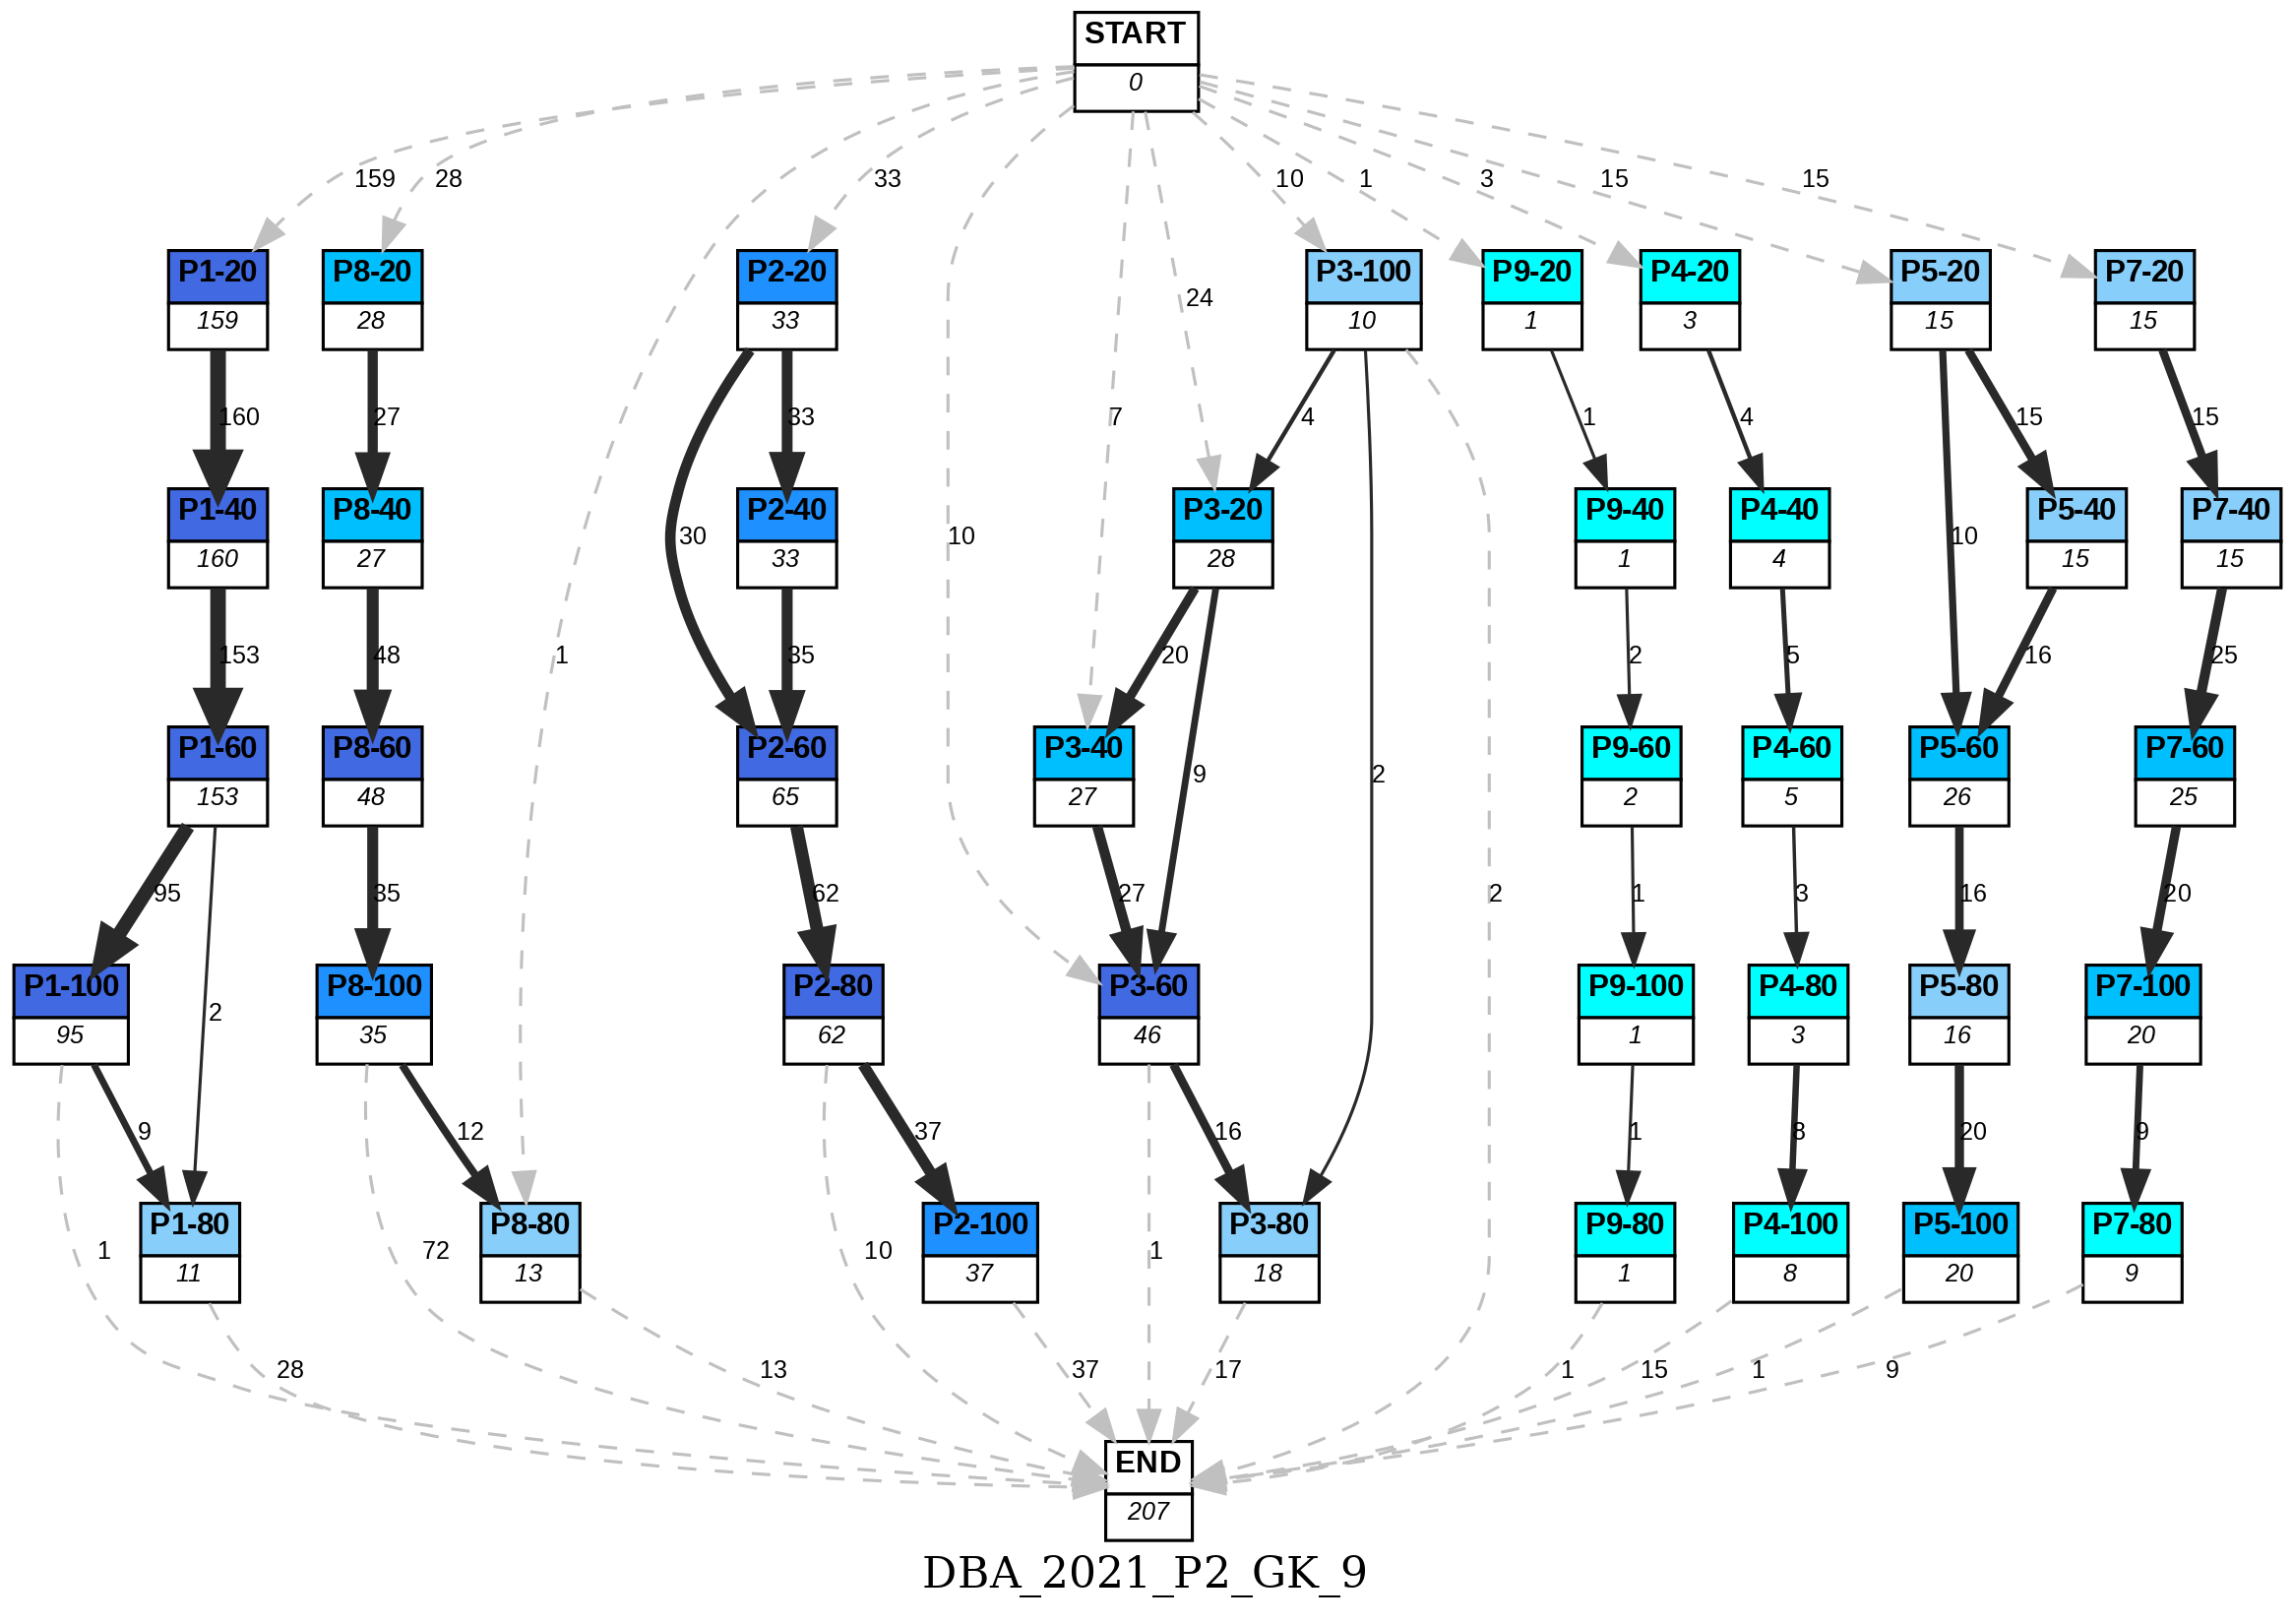 START
0
159
28
33
10
1
3
15
15
P1-20
159
P8-20
28
P2-20
33
24
P3-100
10
P9-20
1
P4-20
3
P5-20
15
P7-20
15
160
27
33
7
4
1
4
15
15
P1-40
160
P8-40
27
30
P2-40
33
10
P3-20
28
P9-40
1
P4-40
4
10
P5-40
15
P7-40
15
153
48
1
35
20
2
5
16
25
P1-60
153
P8-60
48
P2-60
65
P3-40
27
9
2
P9-60
2
P4-60
5
P5-60
26
P7-60
25
95
35
62
27
2
1
3
16
20
P1-100
95
2
P8-100
35
P2-80
62
P3-60
46
P9-100
1
P4-80
3
P5-80
16
P7-100
20
9
12
37
16
1
8
20
9
1
P1-80
11
72
P8-80
13
10
P2-100
37
1
P3-80
18
P9-80
1
P4-100
8
P5-100
20
P7-80
9
28
13
37
17
1
15
1
9
END
207
DBA_2021_P2_GK_9